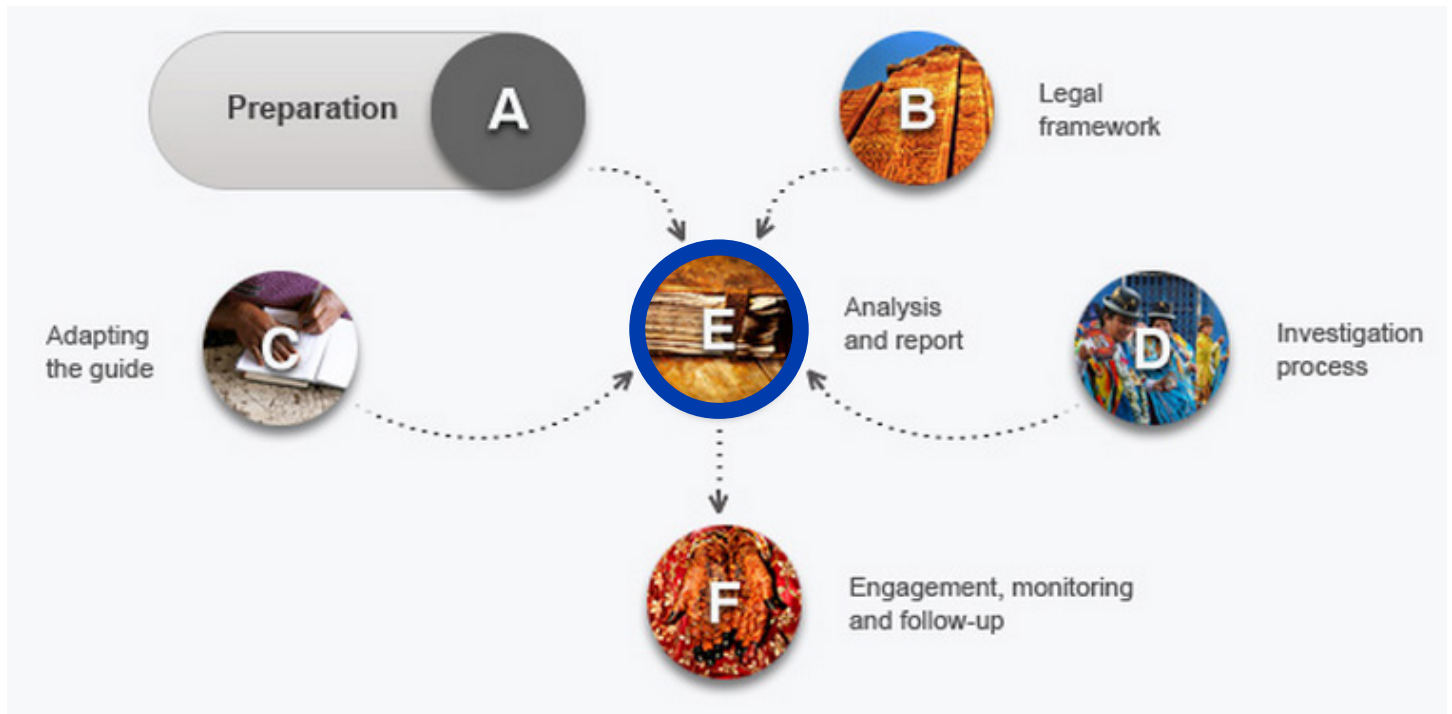 Preparation
A
B
Legal
framework
C
Adapting
the guide
E
Analysis
and report
D
Investigation
process
F
Engagement, monitoring
and follow-up